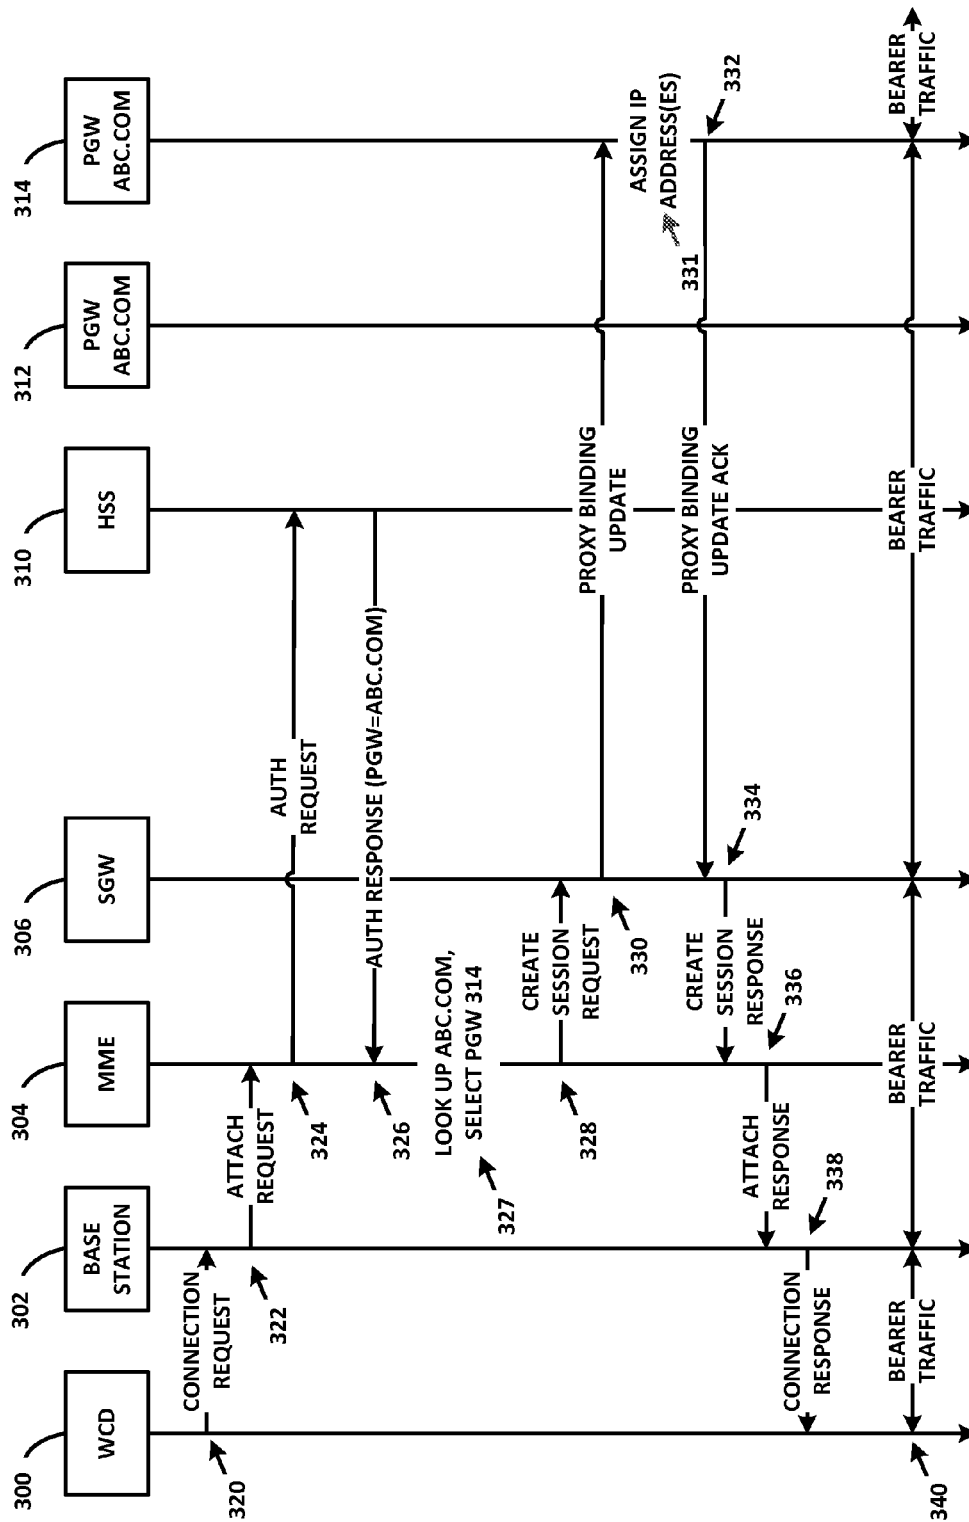 300
WCD
302
BASE
STATION
304
MME
306
SGW
310
HSS
312
PGW
ABC.COM
314
PGW
ABC.COM
320
CONNECTION
REQUEST
322
ATTACH
REQUEST
324
AUTH
REQUEST
326
AUTH RESPONSE (PGW=ABC.COM)
327
LOOK UP ABC.COM,
SELECT PGW 314
328
CREATE
SESSION
REQUEST
330
PROXY BINDING
UPDATE
331
ASSIGN IP
ADDRESS(ES)
332
PROXY BINDING
UPDATE ACK
334
CREATE
SESSION
RESPONSE
336
ATTACH
RESPONSE
338
CONNECTION
RESPONSE
340
BEARER
TRAFFIC
BEARER
TRAFFIC
BEARER
TRAFFIC
BEARER
TRAFFIC